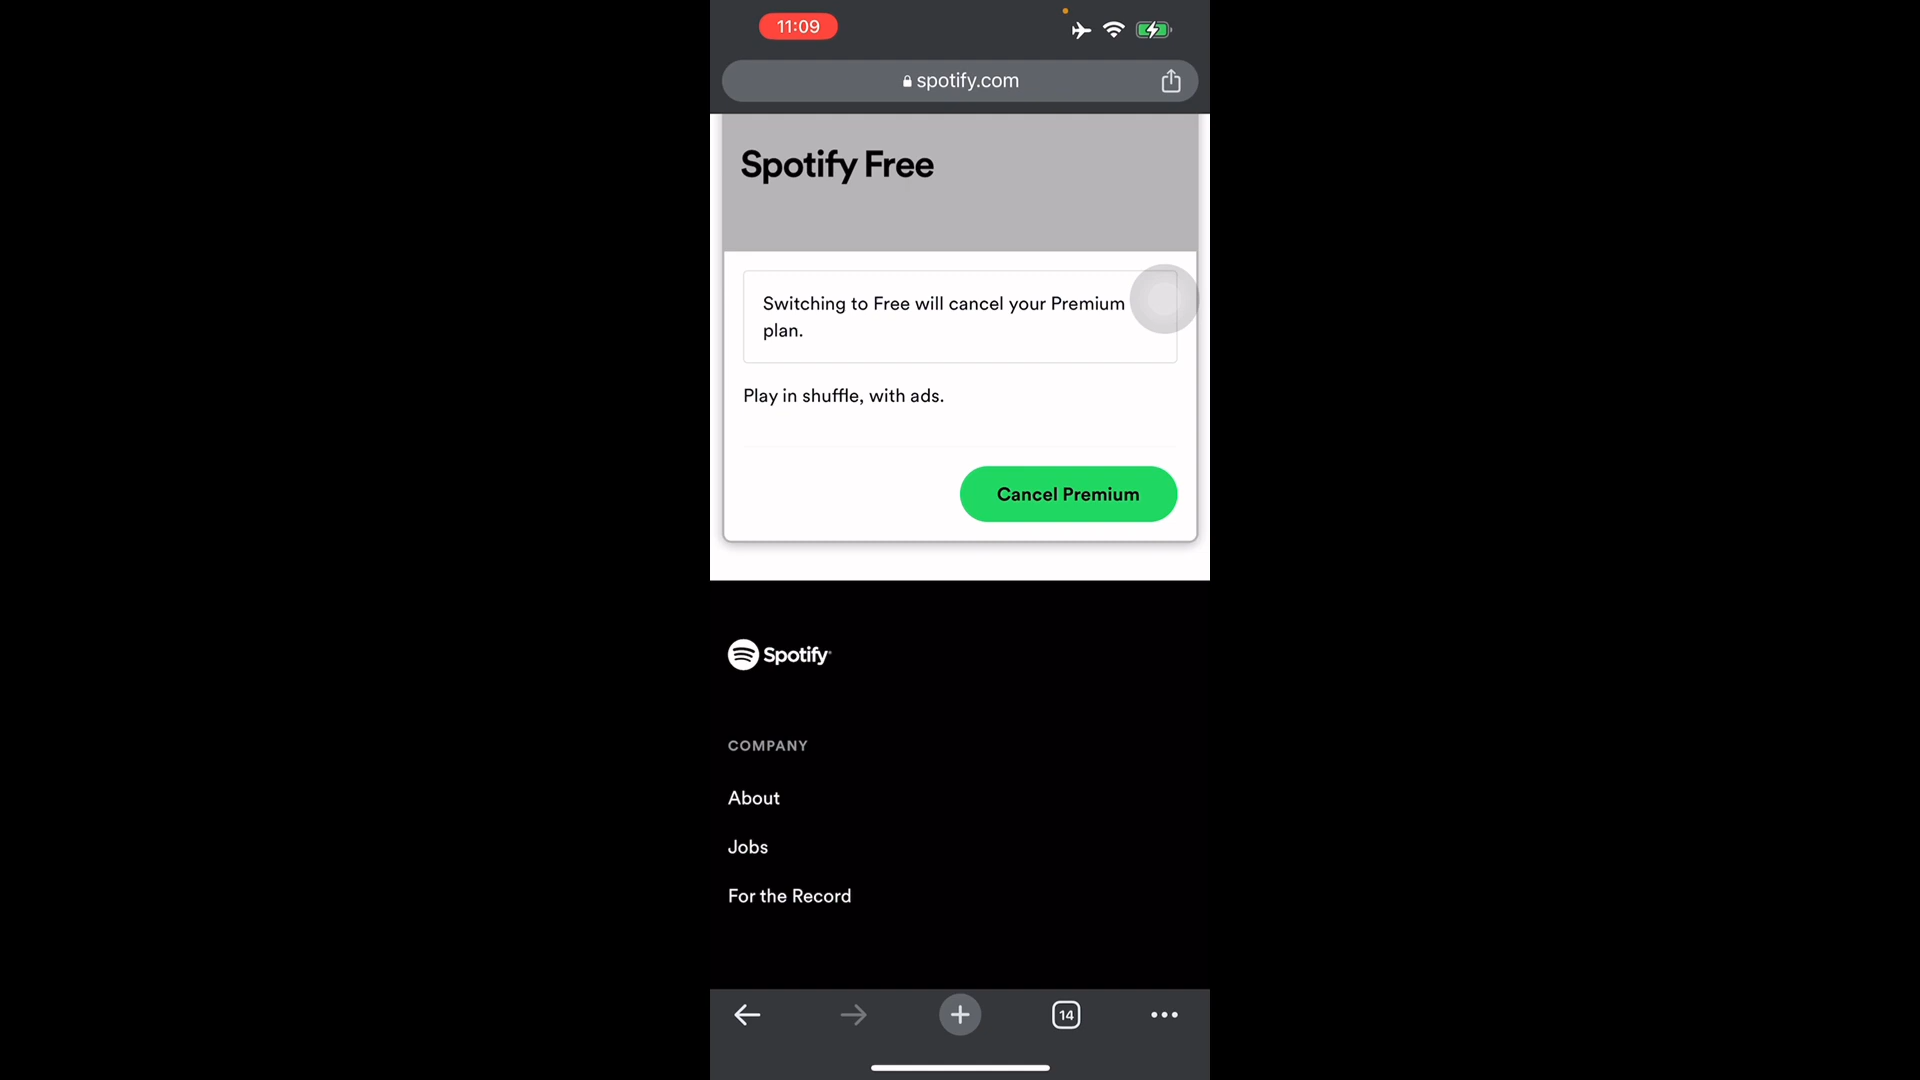 11:09
spotify.com
Spotify Free
Switching to Free will cancel your Premium
plan.
Play in shuffle, with ads.
Cancel Premium
Spotify®
COMPANY
About
Jobs
For the Record
14